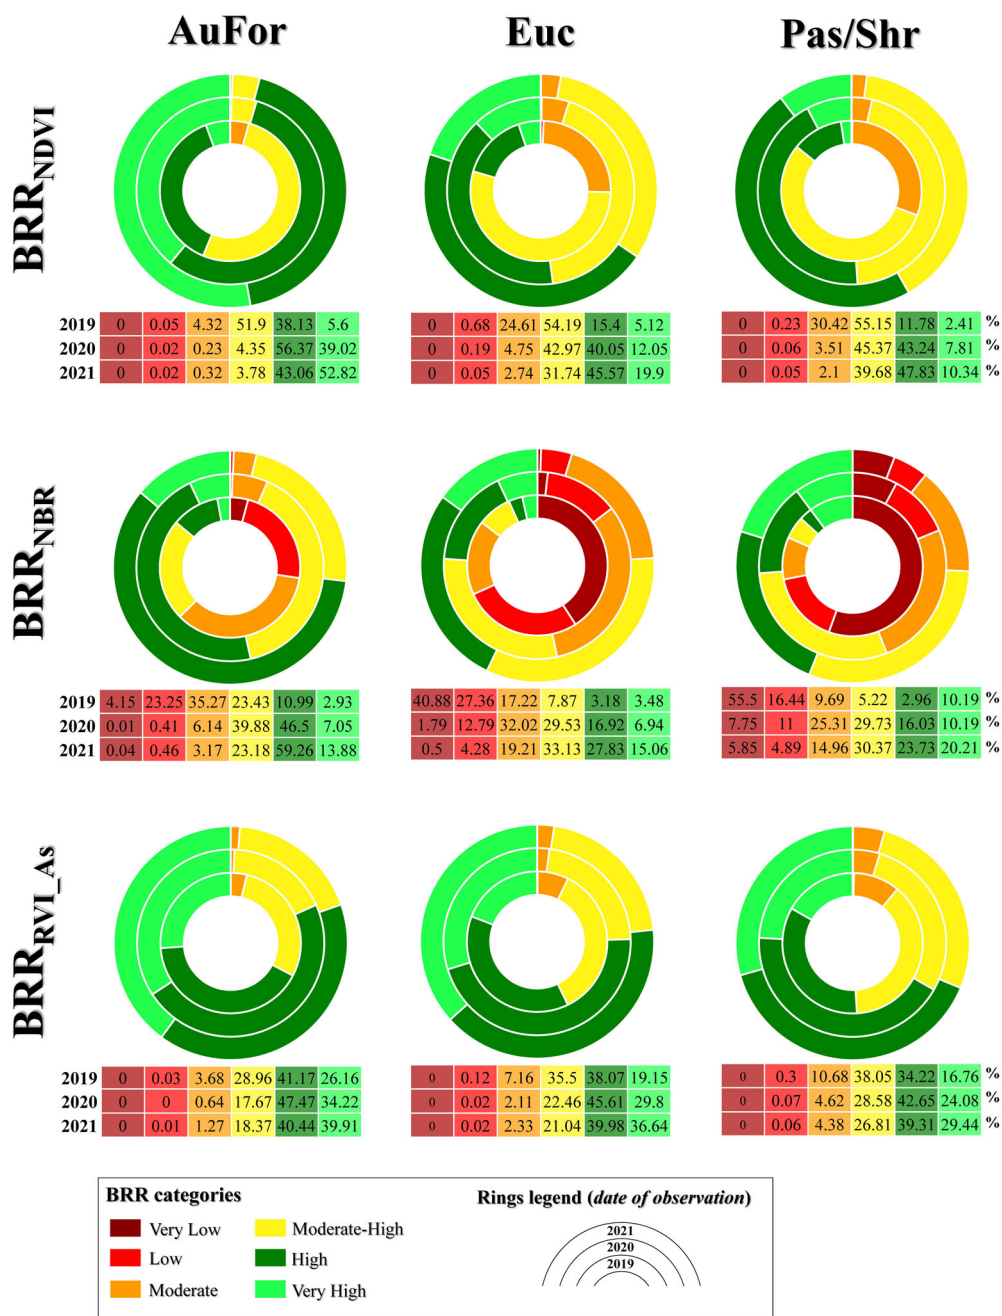 AuFor Euc Pas/Shr
BRR_NDVI
2019 0 0.05 4.32 51.9 38.13 5.6 0 0.68 24.61 54.19 15.4 5.12 0 0.23 30.42 55.15 11.78 2.41 %
2020 0 0.02 0.23 4.35 56.37 39.02 0 0.19 4.75 42.97 40.05 12.05 0 0.06 3.51 45.37 43.24 7.81 %
2021 0 0.02 0.32 3.78 43.06 52.82 0 0.05 2.74 31.74 45.57 19.9 0 0.05 2.1 39.68 47.83 10.34 %
BRR_NBR
2019 4.15 23.25 35.27 23.43 10.99 2.93 40.88 27.36 17.22 7.87 3.18 3.48 55.5 16.44 9.69 5.22 2.96 10.19 %
2020 0.01 0.41 6.14 39.88 46.5 7.05 1.79 12.79 32.02 29.53 16.92 6.94 7.75 11 25.31 29.73 16.03 10.19 %
2021 0.04 0.46 3.17 23.18 59.26 13.88 0.5 4.28 19.21 33.13 27.83 15.06 5.85 4.89 14.96 30.37 23.73 20.21 %
BRR_RVI_As
2019 0 0.03 3.68 28.96 41.17 26.16 0 0.12 7.16 35.5 38.07 19.15 0 0.3 10.68 38.05 34.22 16.76 %
2020 0 0 0.64 17.67 47.47 34.22 0 0.02 2.11 22.46 45.61 29.8 0 0.07 4.62 28.58 42.65 24.08 %
2021 0 0.01 1.27 18.37 40.44 39.91 0 0.02 2.33 21.04 39.98 36.64 0 0.06 4.38 26.81 39.31 29.44 %
BRR categories
Very Low
Low
Moderate
Moderate-High
High
Very High
Rings legend (date of observation)
2021
2020
2019